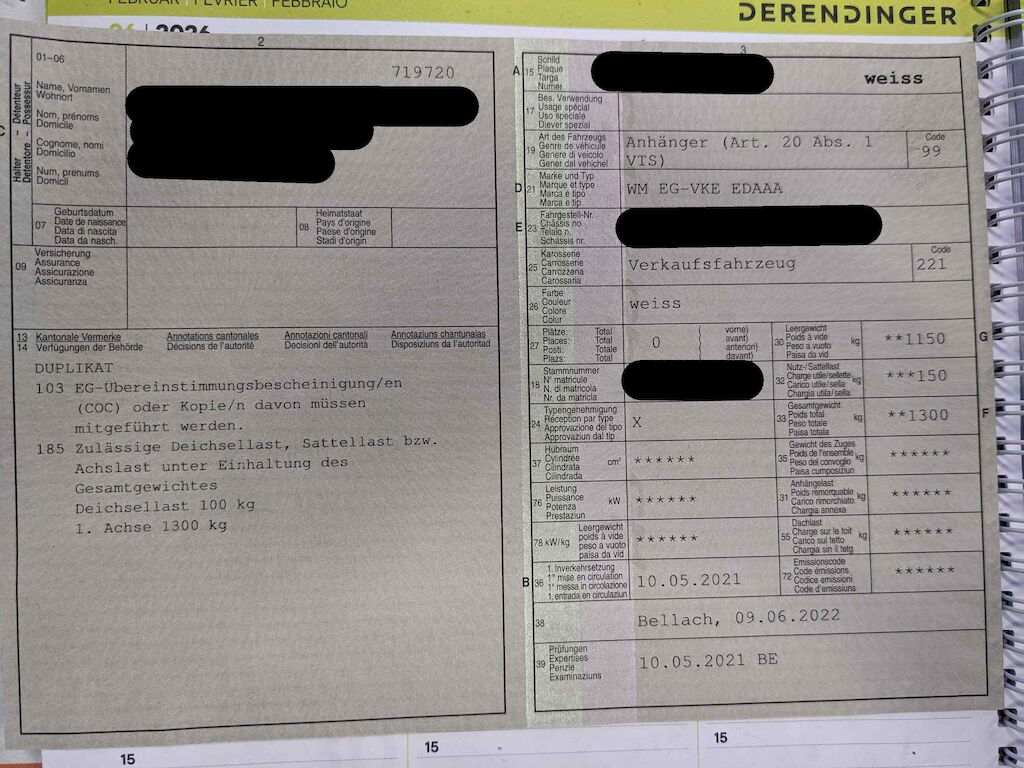 FEBRUAR | FÉVRIER | FEBBRAIO
2026
DERENDINGER
2
01–06
719720
Halter – Detenteur
Detentore – Possessur
C
Name, Vornamen
Wohnort
Nom, prénoms
Domicile
Cognome, nomi
Domicilio
Num, prenums
Domicil
07
Geburtsdatum
Date de naissance
Data di nascita
Data da nasch.
08
Heimatstaat
Pays d'origine
Paese d'origine
Stadi d'origin
09
Versicherung
Assurance
Assicurazione
Assicuranza
13 Kantonale Vermerke Annotations cantonales Annotazioni cantonali Annotaziuns chantunalas
14 Verfügungen der Behörde Décisions de l'autorité Decisioni dell'autorità Disposiziuns da l'autoritad
DUPLIKAT
103 EG-Übereinstimmungsbescheinigung/en
(COC) oder Kopie/n davon müssen
mitgeführt werden.
185 Zulässige Deichsellast, Sattellast bzw.
Achslast unter Einhaltung des
Gesamtgewichtes
Deichsellast 100 kg
1. Achse 1300 kg
3
A 15
Schild
Plaque
Targa
Numer
weiss
17
Bes. Verwendung
Usage spécial
Uso speciale
Diever spezial
19
Art des Fahrzeugs
Genre de véhicule
Genere di veicolo
Gener dal vehichel
Anhänger (Art. 20 Abs. 1
VTS)
Code
99
D 21
Marke und Typ
Marque et type
Marca e tipo
Marca e tip
WM EG-VKE EDAAA
E 23
Fahrgestell-Nr.
Châssis no
Telaio n.
Schassis nr.
25
Karosserie
Carrosserie
Carrozzeria
Carossaria
Verkaufsfahrzeug
Code
221
26
Farbe
Couleur
Colore
Colur
weiss
27
Plätze: Total
Places: Total
Posti: Totale
Plazs: Total
0
vorne)
avant)
anteriori)
davant)
30
Leergewicht
Poids à vide
Peso a vuoto
Paisa da vid
kg
**1150
G
18
Stammnummer
N° matricule
N. di matricola
Nr. da matricla
32
Nutz-/Sattellast
Charge utile/sellette
Carico utile/sella
Chargia utila/sella
kg
***150
24
Typengenehmigung
Réception par type
Approvazione del tipo
Approvaziun dal tip
X
33
Gesamtgewicht
Poids total
Peso totale
Paisa totala
kg
**1300
F
37
Hubraum
Cylindrée
Cilindrata
Cilindrada
cm³
******
35
Gewicht des Zuges
Poids de l'ensemble
Peso del convoglio
Paisa cumposiziun
kg
******
76
Leistung
Puissance
Potenza
Prestaziun
kW
******
31
Anhängelast
Poids remorquable
Carico rimorchiato
Chargia annexa
kg
******
78 kW/kg
Leergewicht
poids à vide
peso a vuoto
paisa da vid
******
55
Dachlast
Charge sur le toit
Carico sul tetto
Chargia sin il tetg
kg
******
B 36
1. Inverkehrsetzung
1re mise en circulation
1a messa in circolazione
1. entrada en circulaziun
10.05.2021
72
Emissionscode
Code émissions
Codice emissioni
Code d'emissiuns
******
38
Bellach, 09.06.2022
39
Prüfungen
Expertises
Perizie
Examinaziuns
10.05.2021 BE
15
15
15